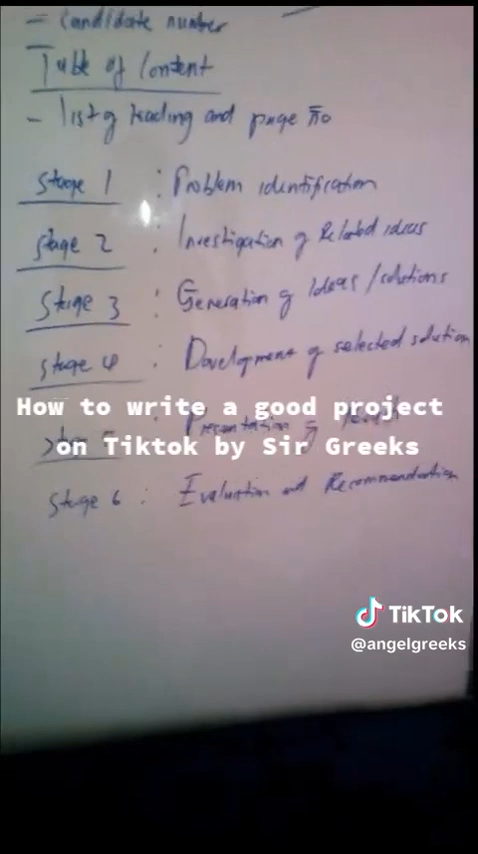 = Candidate number
Table of Content
- list of heading and page no
Stage 1 : Problem identification
Stage 2 : Investigation of Related ideas
Stage 3 : Generation of Ideas / solutions
Stage 4 : Development of selected solution
How to write a good project
Presentation of
on Tiktok by Sir Greeks
Stage 6 : Evaluation and Recommendation
TikTok
@angelgreeks